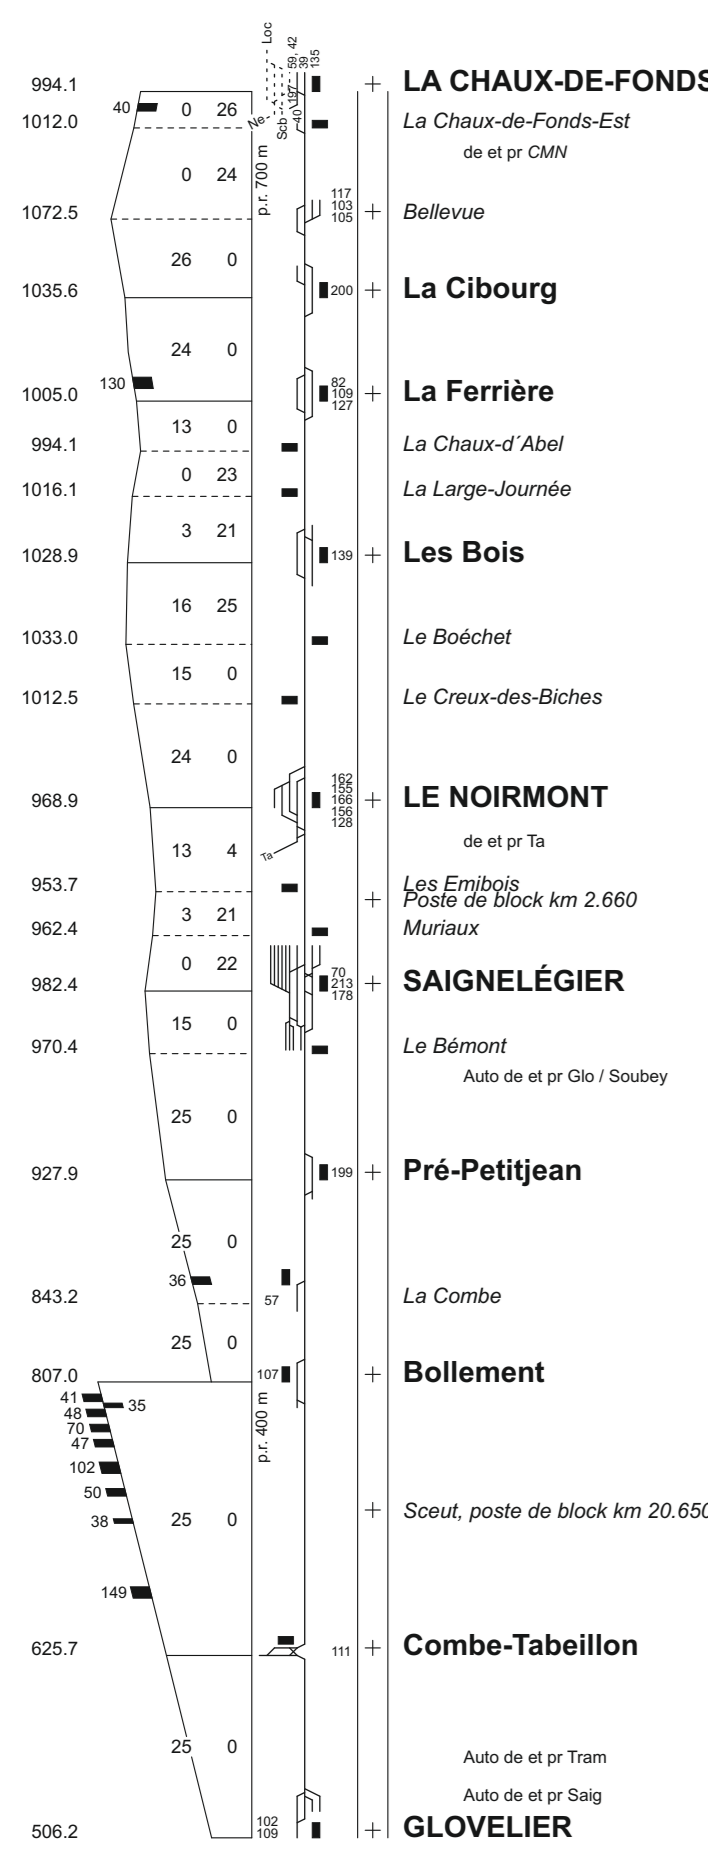 Loc
59, 42
39
135
994.1 + LA CHAUX-DE-FONDS
40 0 26 Ne Scb 197 40
1012.0 La Chaux-de-Fonds-Est
de et pr CMN
0 24 p.r. 700 m
117
103
105
1072.5 + Bellevue
26 0
1035.6 200 + La Cibourg
24 0
130
82
109
127
1005.0 + La Ferrière
13 0
994.1 La Chaux-d´Abel
0 23
1016.1 La Large-Journée
3 21
1028.9 139 + Les Bois
16 25
1033.0 Le Boéchet
15 0
1012.5 Le Creux-des-Biches
24 0
162
155
166
156
128
968.9 + LE NOIRMONT
de et pr Ta
13 4 Ta
953.7 Les Emibois
+ Poste de block km 2.660
3 21
962.4 Muriaux
0 22
70
213
178
982.4 + SAIGNELÉGIER
15 0
970.4 Le Bémont
Auto de et pr Glo / Soubey
25 0
927.9 199 + Pré-Petitjean
25 0
36
843.2 57 La Combe
25 0
807.0 107 + Bollement
41
35
48
70
47
p.r. 400 m
102
50
+ Sceut, poste de block km 20.650
38 25 0
149
625.7 111 + Combe-Tabeillon
25 0
Auto de et pr Tram
Auto de et pr Saig
102
109
506.2 + GLOVELIER